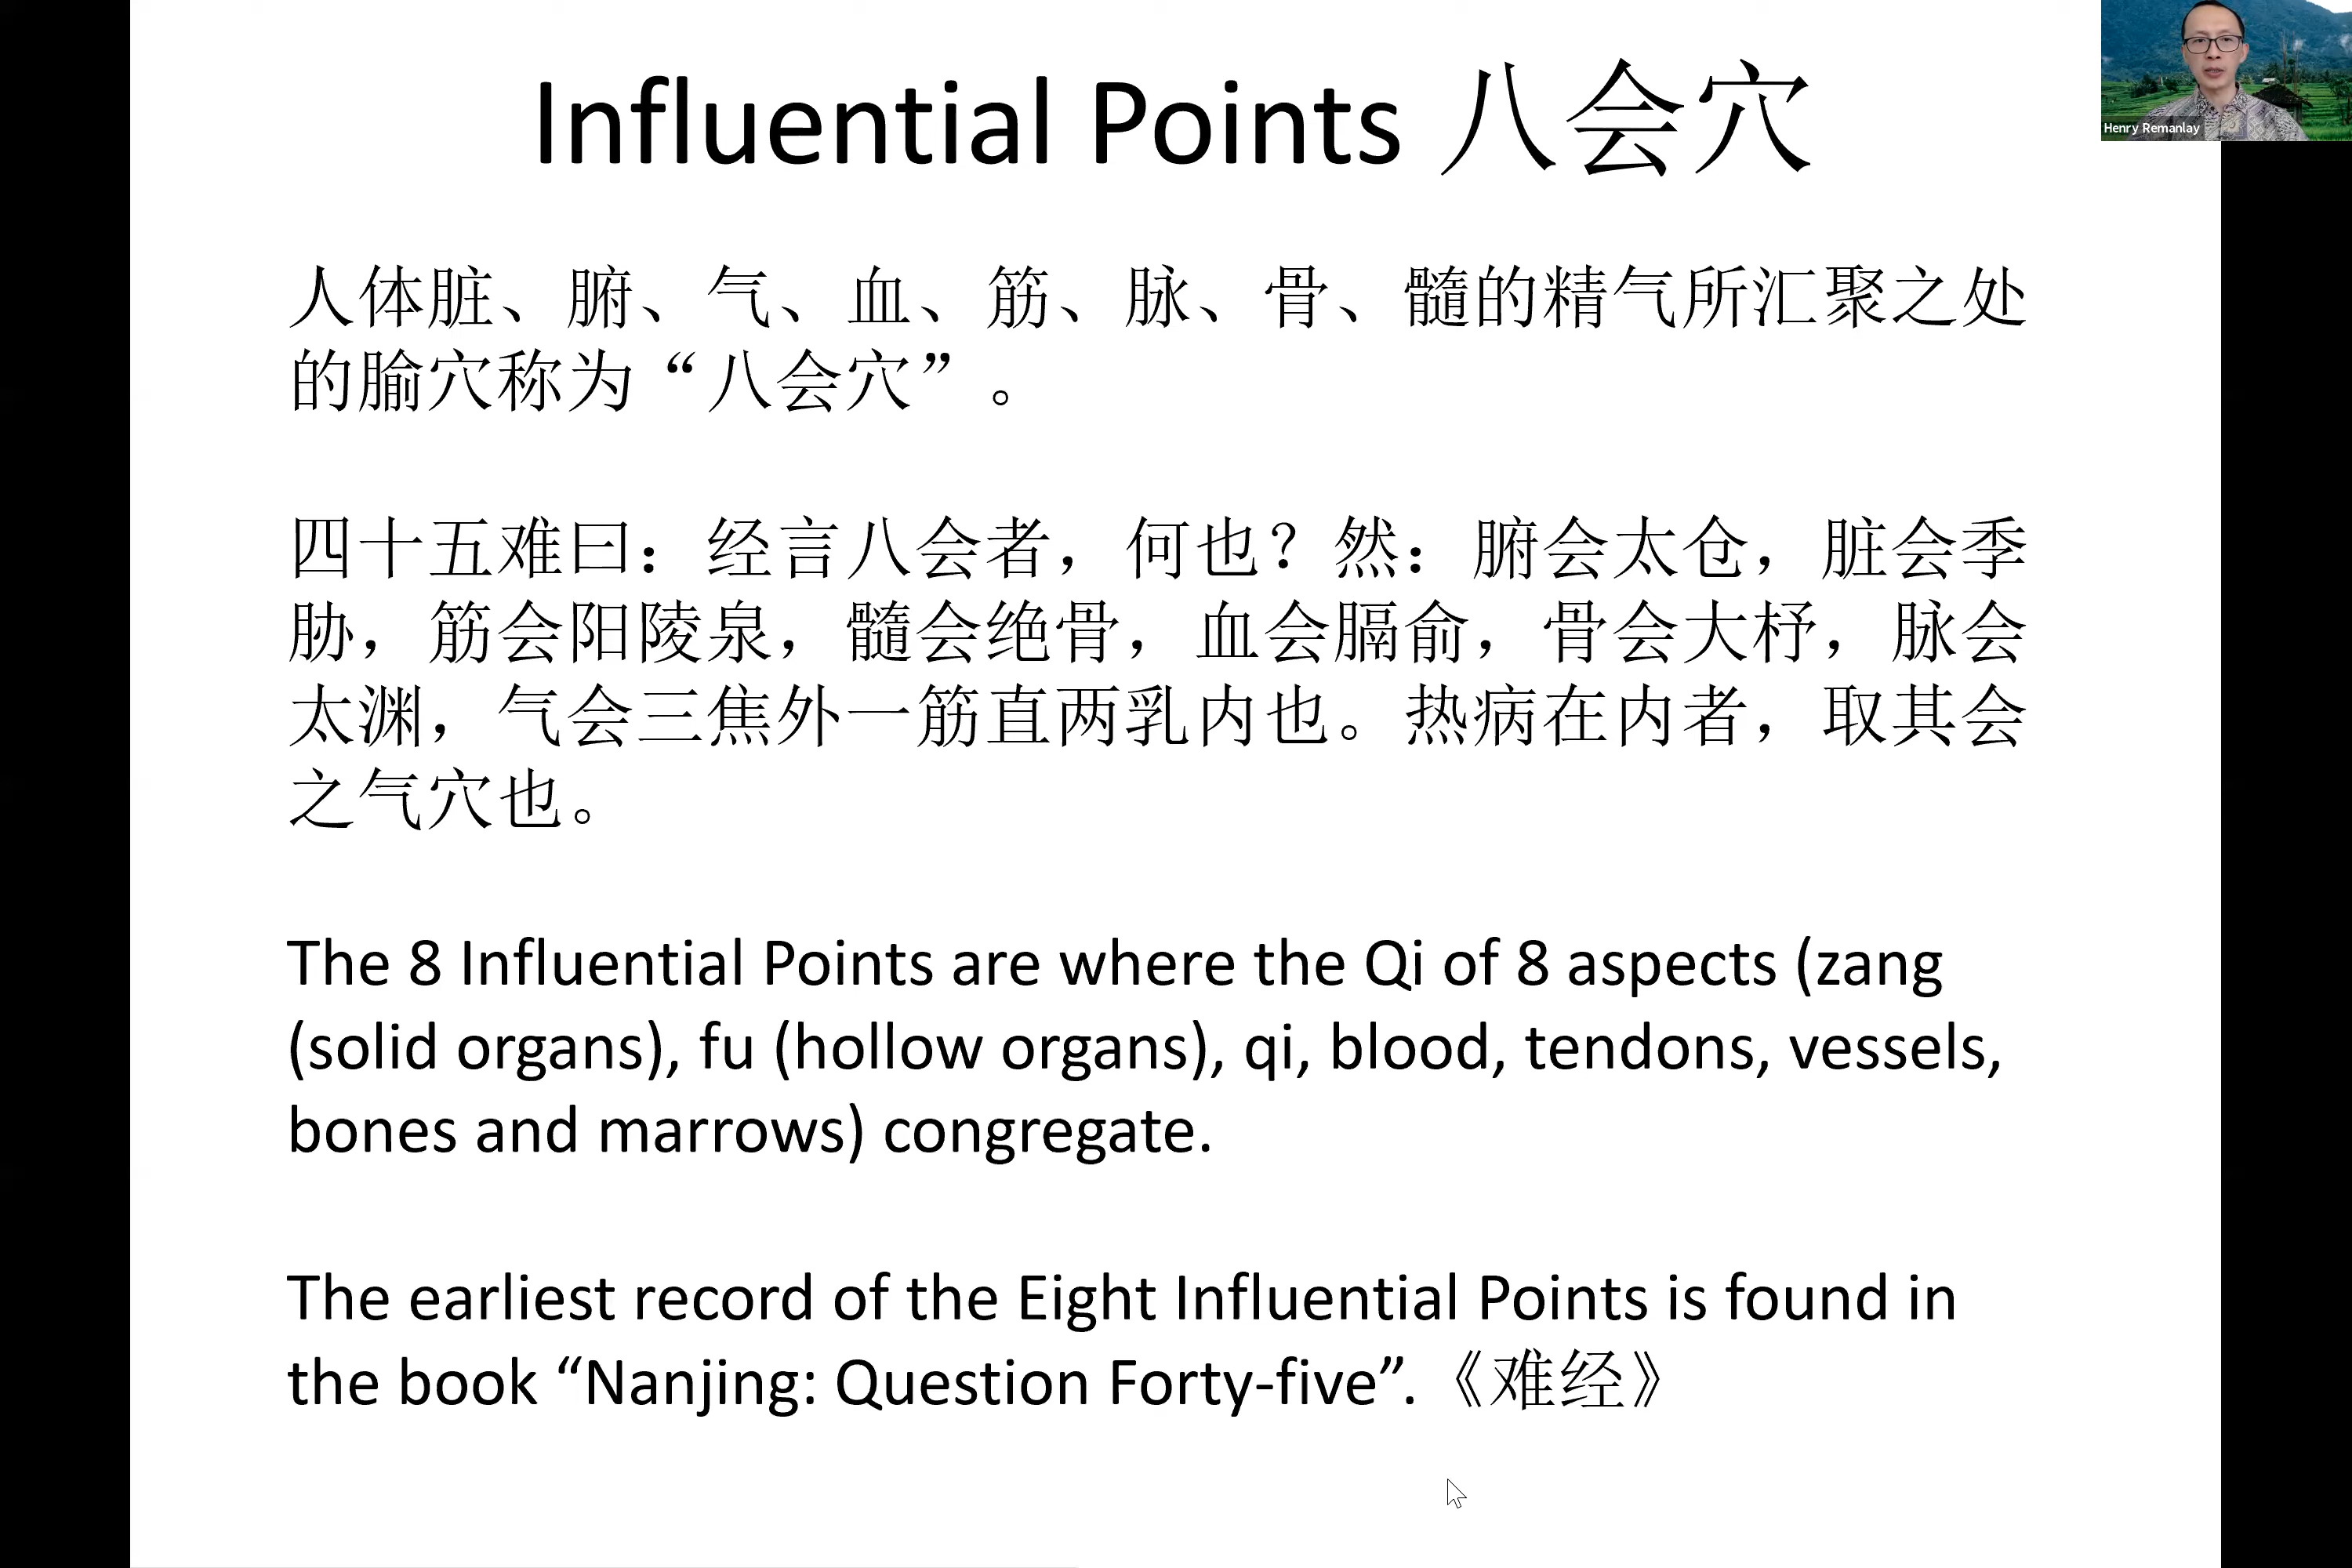 Influential Points 八会穴
Henry Remanlay
人体脏、腑、气、血、筋、脉、骨、髓的精气所汇聚之处
的腧穴称为“八会穴”。
四十五难曰：经言八会者，何也？然：腑会太仓，脏会季
胁，筋会阳陵泉，髓会绝骨，血会膈俞，骨会大杼，脉会
太渊，气会三焦外一筋直两乳内也。热病在内者，取其会
之气穴也。
The 8 Influential Points are where the Qi of 8 aspects (zang
(solid organs), fu (hollow organs), qi, blood, tendons, vessels,
bones and marrows) congregate.
The earliest record of the Eight Influential Points is found in
the book “Nanjing: Question Forty-five”. 《难经》